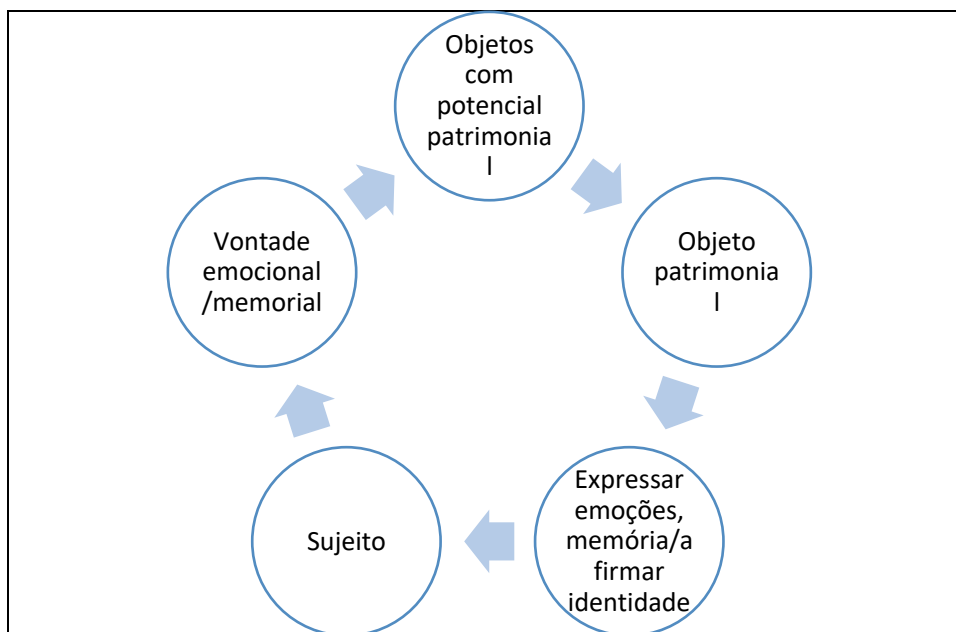 Objetos
com
potencial
patrimonia
l
Objeto
patrimonia
l
Expressar
emoções,
memória/a
firmar
identidade
Sujeito
Vontade
emocional
/memorial